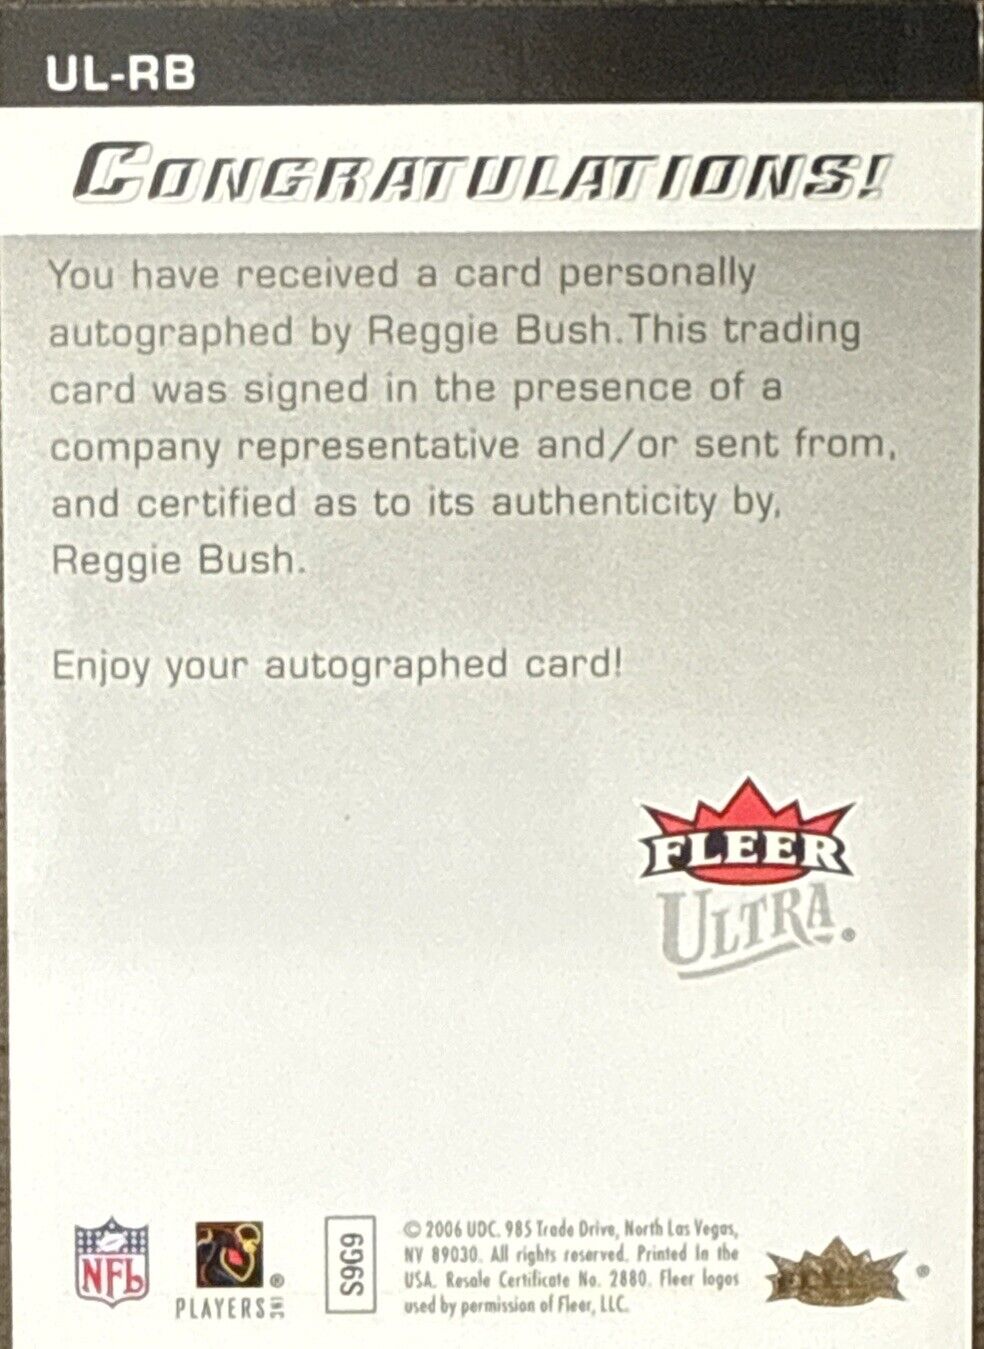 UL-RB
CONGRATULATIONS!
You have received a card personally
autographed by Reggie Bush.This trading
card was signed in the presence of a
company representative and/or sent from,
and certified as to its authenticity by,
Reggie Bush.
Enjoy your autographed card!
FLEER
ULTRA®
NFL
PLAYERS INC®
S9G9
© 2006 UDC. 985 Trade Drive, North Las Vegas,
NV 89030. All rights reserved. Printed in the
USA. Resale Certificate No. 2880. Fleer logos
used by permission of Fleer, LLC.
®